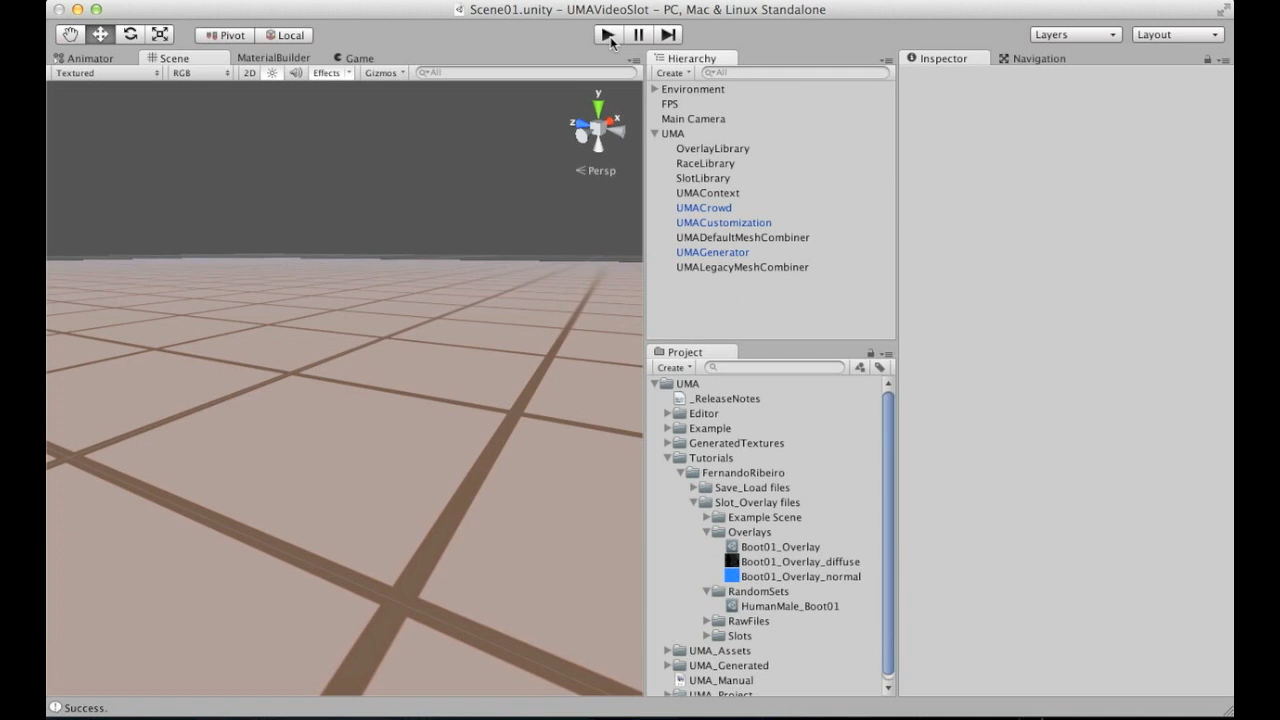 Scene01.unity – UMAVideoSlot – PC, Mac & Linux Standalone
Pivot Local Layers Layout
Animator Scene MaterialBuilder Game
Textured RGB 2D Effects Gizmos All
y
z x
Persp
Hierarchy
Create All
Environment
FPS
Main Camera
UMA
OverlayLibrary
RaceLibrary
SlotLibrary
UMAContext
UMACrowd
UMACustomization
UMADefaultMeshCombiner
UMAGenerator
UMALegacyMeshCombiner
Project
Create
UMA
_ReleaseNotes
Editor
Example
GeneratedTextures
Tutorials
FernandoRibeiro
Save_Load files
Slot_Overlay files
Example Scene
Overlays
Boot01_Overlay
Boot01_Overlay_diffuse
Boot01_Overlay_normal
RandomSets
HumanMale_Boot01
RawFiles
Slots
UMA_Assets
UMA_Generated
UMA_Manual
UMA_Project
Inspector Navigation
Success.